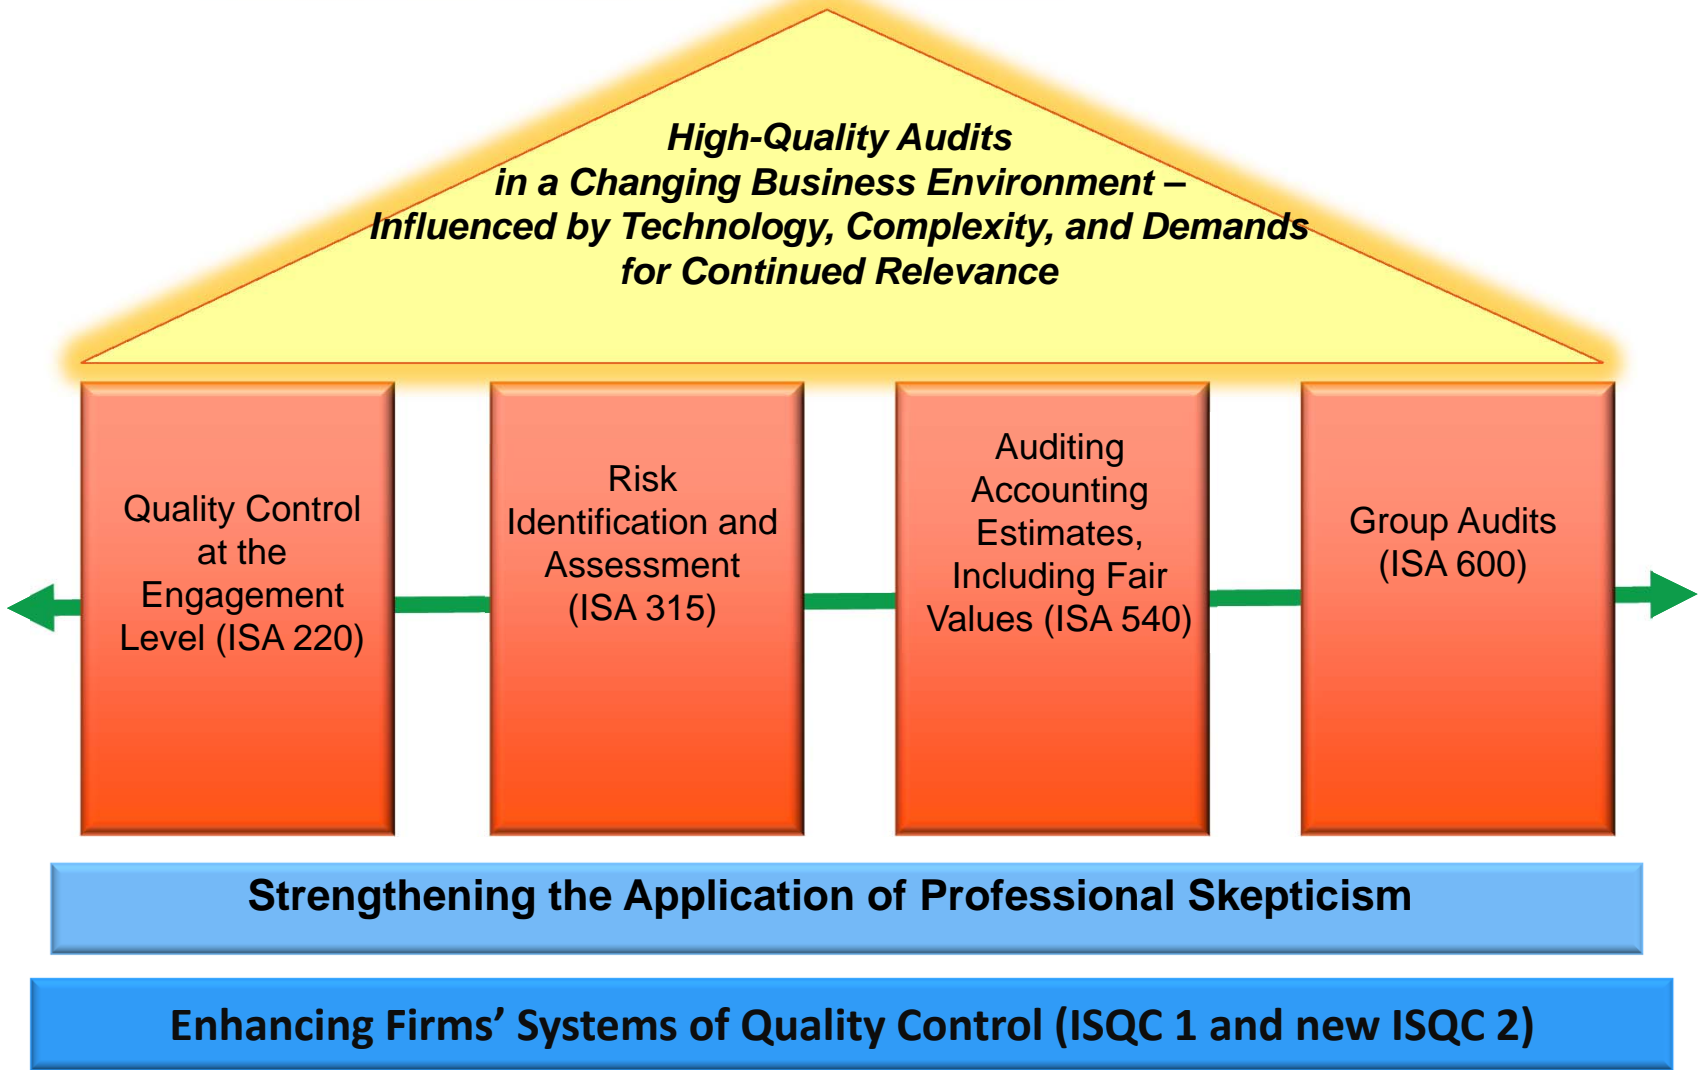 High-Quality Audits
in a Changing Business Environment –
Influenced by Technology, Complexity, and Demands
for Continued Relevance
Quality Control
at the
Engagement
Level (ISA 220)
Risk
Identification and
Assessment
(ISA 315)
Auditing
Accounting
Estimates,
Including Fair
Values (ISA 540)
Group Audits
(ISA 600)
Strengthening the Application of Professional Skepticism
Enhancing Firms’ Systems of Quality Control (ISQC 1 and new ISQC 2)